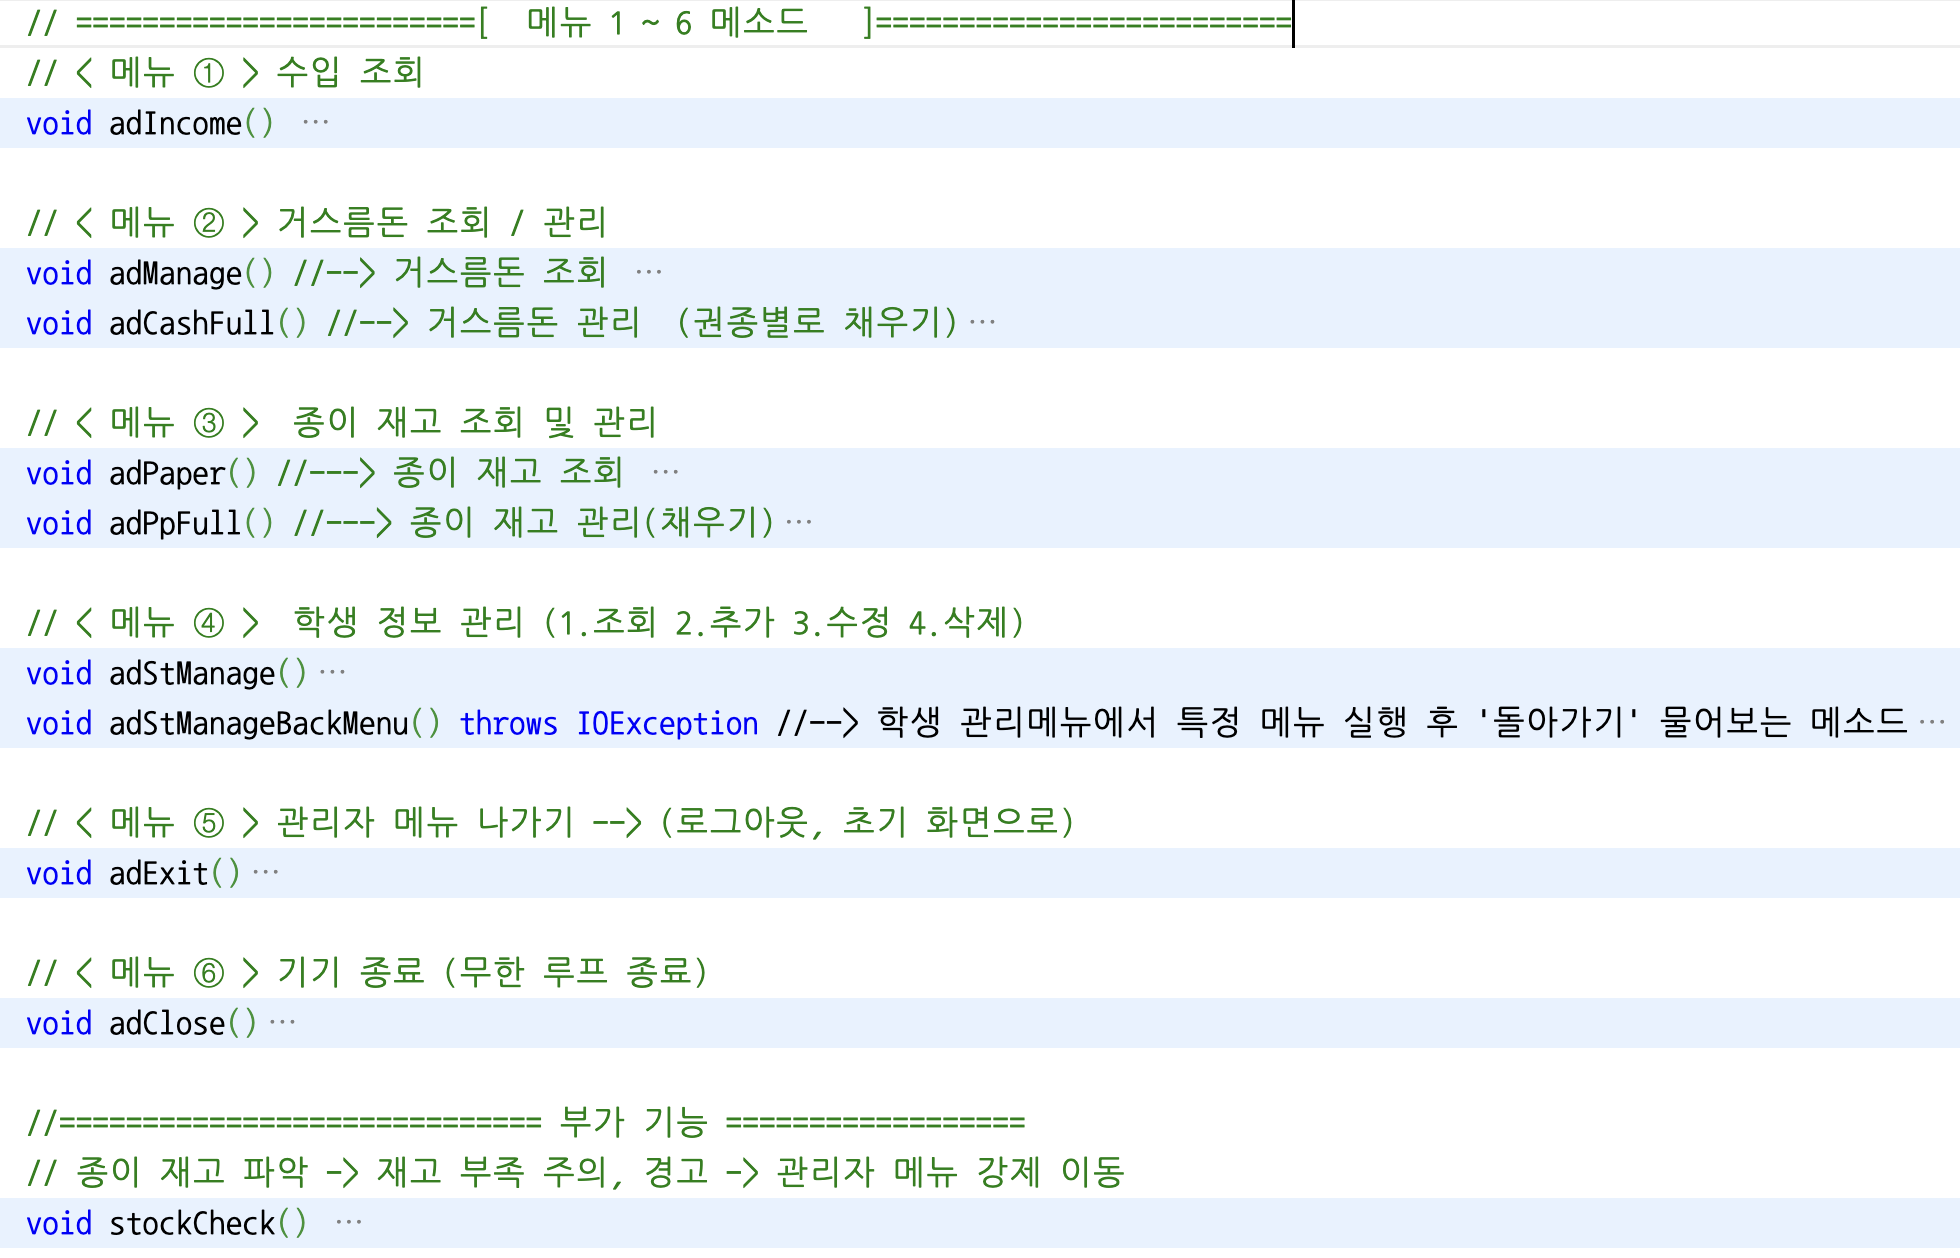 // ========================[  메뉴 1 ~ 6 메소드   ]=========================
// < 메뉴 ① > 수입 조회
void adIncome() ...
// < 메뉴 ② > 거스름돈 조회 / 관리
void adManage() //--> 거스름돈 조회 ...
void adCashFull() //--> 거스름돈 관리  (권종별로 채우기)...
// < 메뉴 ③ >  종이 재고 조회 및 관리
void adPaper() //---> 종이 재고 조회 ...
void adPpFull() //---> 종이 재고 관리(채우기)...
// < 메뉴 ④ >  학생 정보 관리 (1.조회 2.추가 3.수정 4.삭제)
void adStManage()...
void adStManageBackMenu() throws IOException //--> 학생 관리메뉴에서 특정 메뉴 실행 후 '돌아가기' 물어보는 메소드...
// < 메뉴 ⑤ > 관리자 메뉴 나가기 --> (로그아웃, 초기 화면으로)
void adExit()...
// < 메뉴 ⑥ > 기기 종료 (무한 루프 종료)
void adClose()...
//============================= 부가 기능 ==================
// 종이 재고 파악 -> 재고 부족 주의, 경고 -> 관리자 메뉴 강제 이동
void stockCheck() ...